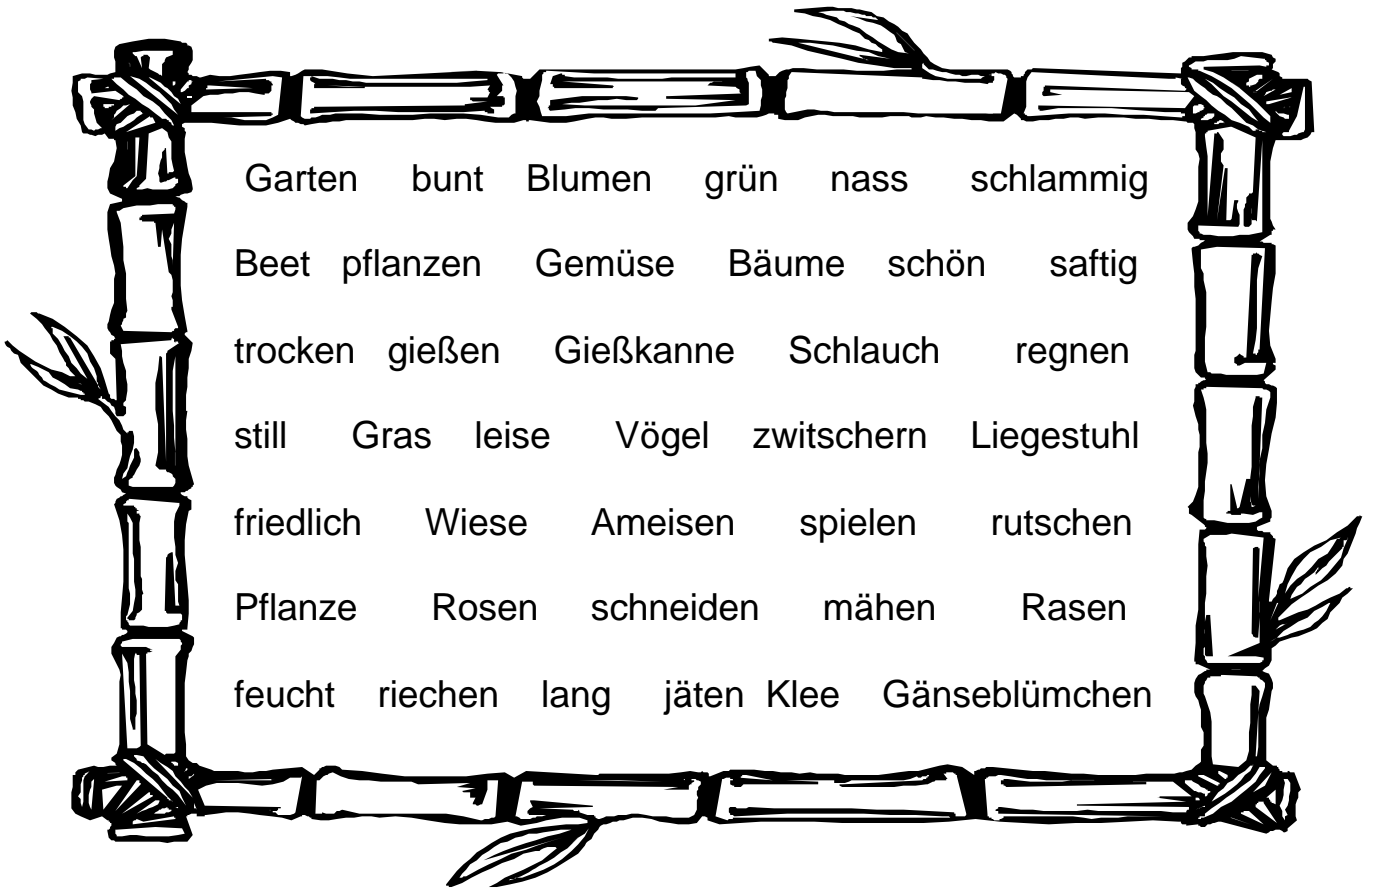 Garten bunt Blumen grün nass schlammig
Beet pflanzen Gemüse Bäume schön saftig
trocken gießen Gießkanne Schlauch regnen
still Gras leise Vögel zwitschern Liegestuhl
friedlich Wiese Ameisen spielen rutschen
Pflanze Rosen schneiden mähen Rasen
feucht riechen lang jäten Klee Gänseblümchen